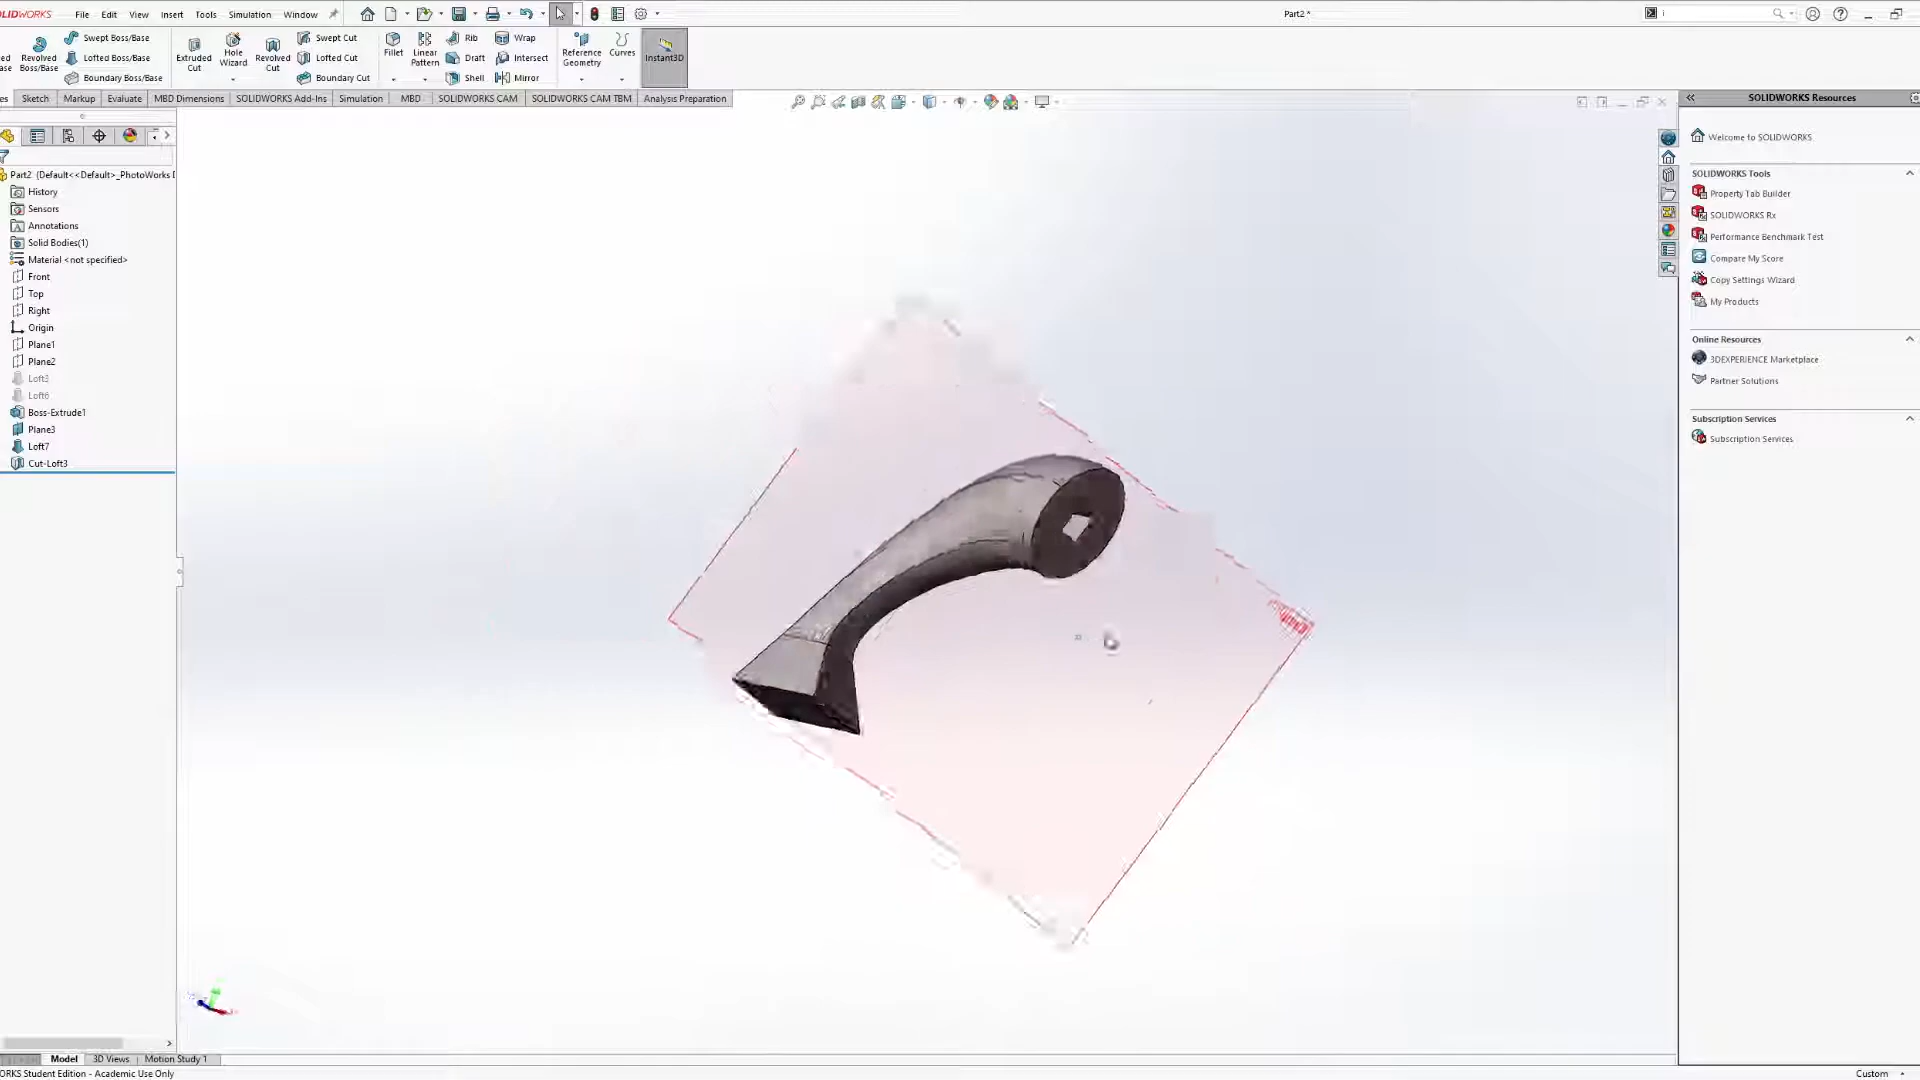 OLIDWORKS File Edit View Insert Tools Simulation Window Part2 *
Revolved Boss/Base
Swept Boss/Base
Lofted Boss/Base
Boundary Boss/Base
Extruded Cut
Hole Wizard
Revolved Cut
Swept Cut
Lofted Cut
Boundary Cut
Fillet
Linear Pattern
Rib
Draft
Shell
Wrap
Intersect
Mirror
Reference Geometry
Curves
Instant3D
es Sketch Markup Evaluate MBD Dimensions SOLIDWORKS Add-Ins Simulation MBD SOLIDWORKS CAM SOLIDWORKS CAM TBM Analysis Preparation
Part2 (Default<<Default>_PhotoWorks
History
Sensors
Annotations
Solid Bodies(1)
Material <not specified>
Front
Top
Right
Origin
Plane1
Plane2
Loft3
Loft6
Boss-Extrude1
Plane3
Loft7
Cut-Loft3
SOLIDWORKS Resources
Welcome to SOLIDWORKS
SOLIDWORKS Tools
Property Tab Builder
SOLIDWORKS Rx
Performance Benchmark Test
Compare My Score
Copy Settings Wizard
My Products
Online Resources
3DEXPERIENCE Marketplace
Partner Solutions
Subscription Services
Subscription Services
Model 3D Views Motion Study 1
ORKS Student Edition - Academic Use Only
Custom